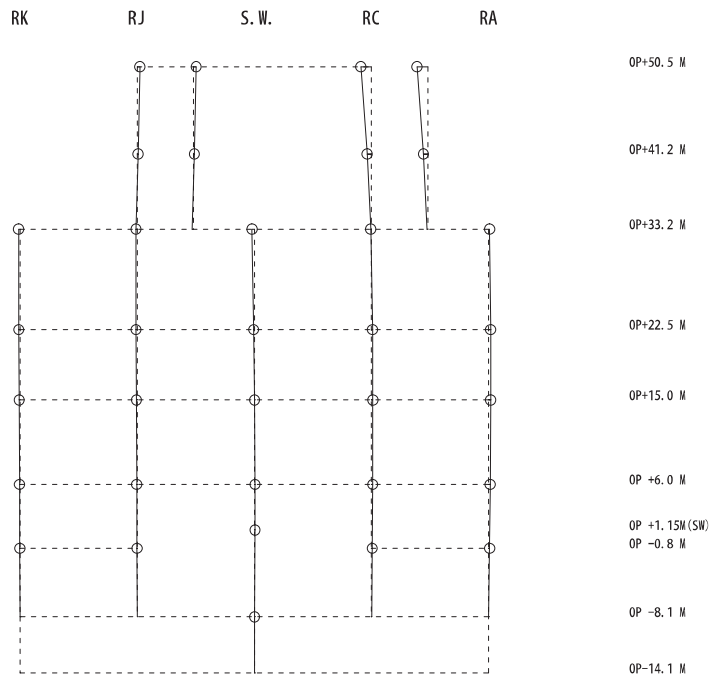 RK RJ S.W. RC RA
OP+50.5 M
OP+41.2 M
OP+33.2 M
OP+22.5 M
OP+15.0 M
OP +6.0 M
OP +1.15M(SW)
OP -0.8 M
OP -8.1 M
OP-14.1 M